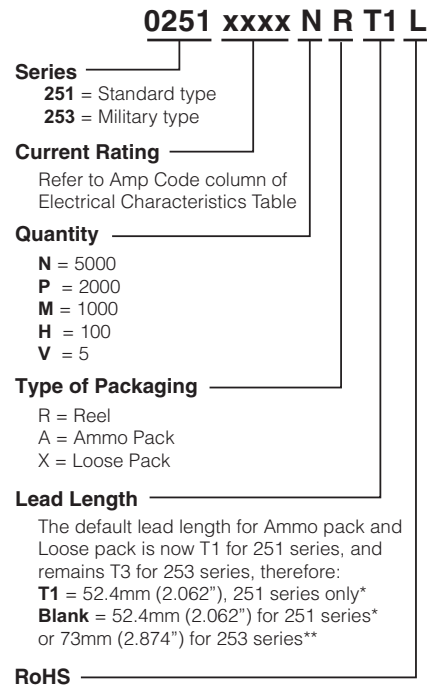 0251 xxxx N R T1 L
Series
251 = Standard type
253 = Military type
Current Rating
Refer to Amp Code column of
Electrical Characteristics Table
Quantity
N = 5000
P = 2000
M = 1000
H = 100
V = 5
Type of Packaging
R = Reel
A = Ammo Pack
X = Loose Pack
Lead Length
The default lead length for Ammo pack and
Loose pack is now T1 for 251 series, and
remains T3 for 253 series, therefore:
T1 = 52.4mm (2.062”), 251 series only*
Blank = 52.4mm (2.062”) for 251 series*
or 73mm (2.874”) for 253 series**
RoHS